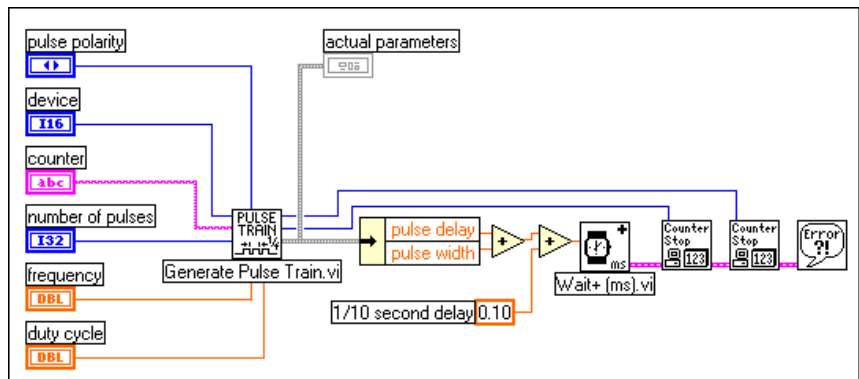 pulse polarity
actual parameters
device
I16
counter
abc
number of pulses
I32
PULSE
TRAIN
Generate Pulse Train.vi
frequency
DBL
duty cycle
DBL
pulse delay
pulse width
1/10 second delay 0.10
ms
Wait+ (ms).vi
Counter
Stop
123
Counter
Stop
123
Error
?!